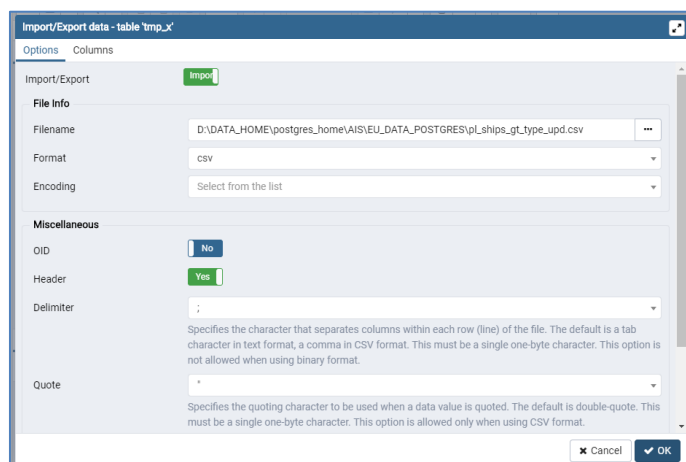 Import/Export data - table 'tmp_x'
Options Columns
Import/Export Impor
File Info
Filename D:\DATA_HOME\postgres_home\AIS\EU_DATA_POSTGRES\pl_ships_gt_type_upd.csv
Format csv
Encoding Select from the list
Miscellaneous
OID No
Header Yes
Delimiter ;
Specifies the character that separates columns within each row (line) of the file. The default is a tab
character in text format, a comma in CSV format. This must be a single one-byte character. This option is
not allowed when using binary format.
Quote "
Specifies the quoting character to be used when a data value is quoted. The default is double-quote. This
must be a single one-byte character. This option is allowed only when using CSV format.
Cancel OK